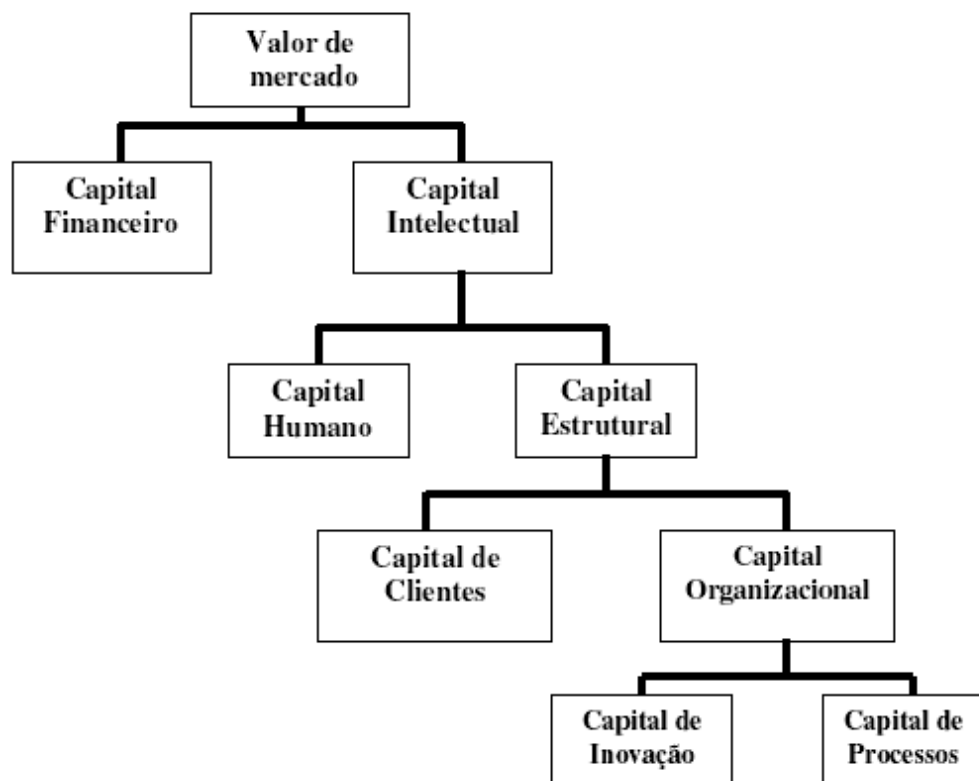 Valor de
mercado
Capital
Financeiro
Capital
Intelectual
Capital
Humano
Capital
Estrutural
Capital de
Clientes
Capital
Organizacional
Capital de
Inovação
Capital de
Processos